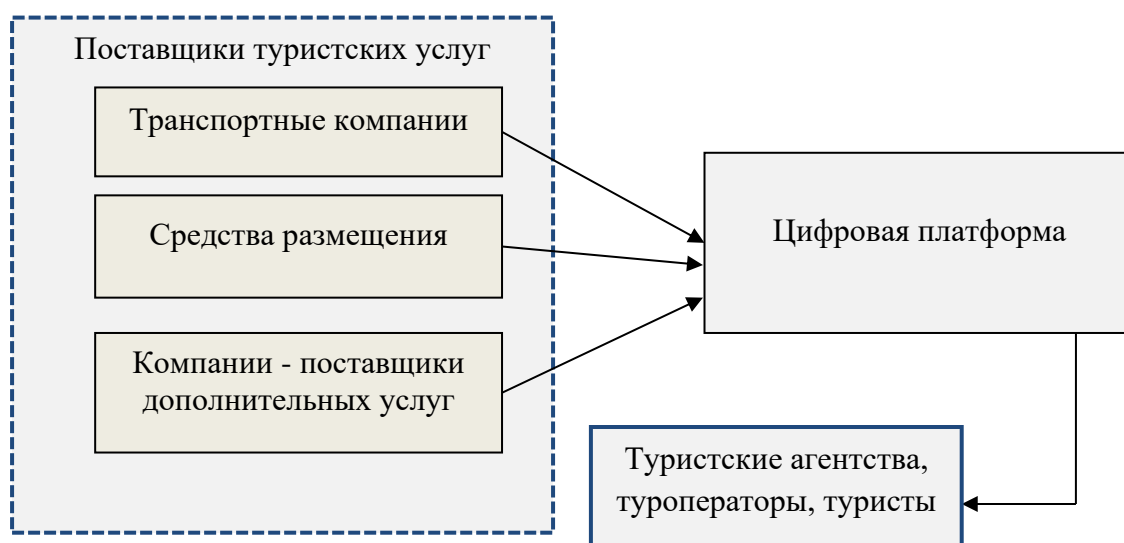 Поставщики туристских услуг
Транспортные компании
Средства размещения
Компании - поставщики
дополнительных услуг
Цифровая платформа
Туристские агентства,
туроператоры, туристы